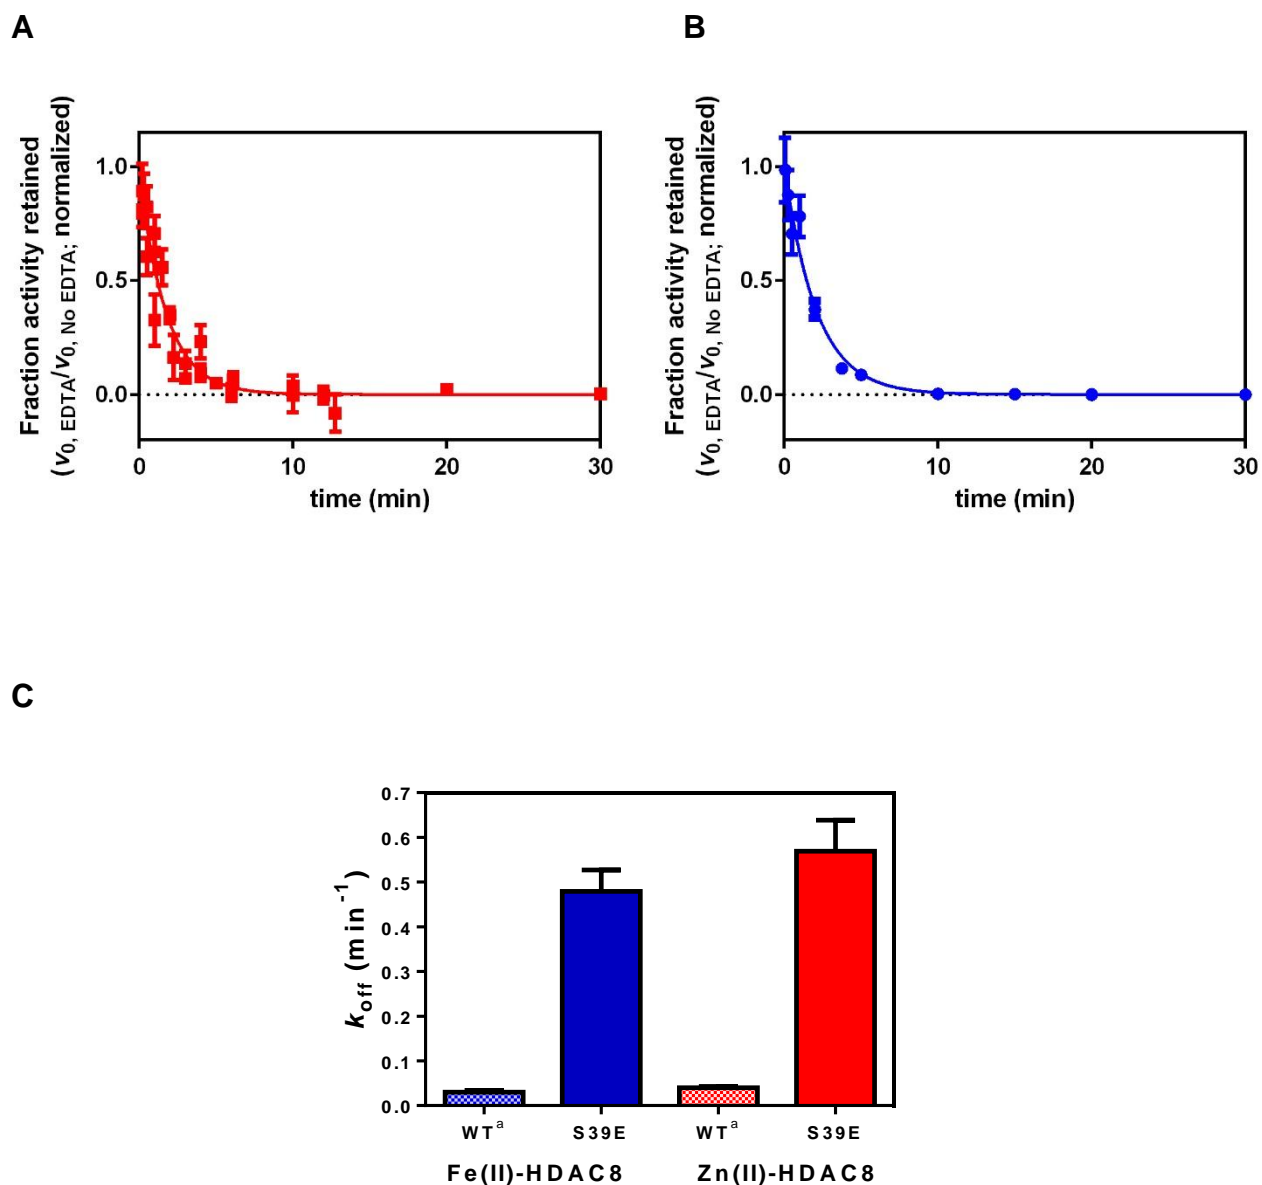 A
B
Fraction activity retained
(v0, EDTA/v0, No EDTA; normalized)
1.0
0.5
0.0
0 10 20 30
time (min)
Fraction activity retained
(v0, EDTA/v0, No EDTA; normalized)
1.0
0.5
0.0
0 10 20 30
time (min)
C
koff (min-1)
0.7
0.6
0.5
0.4
0.3
0.2
0.1
0.0
WTa S39E WTa S39E
Fe(II)-HDAC8 Zn(II)-HDAC8